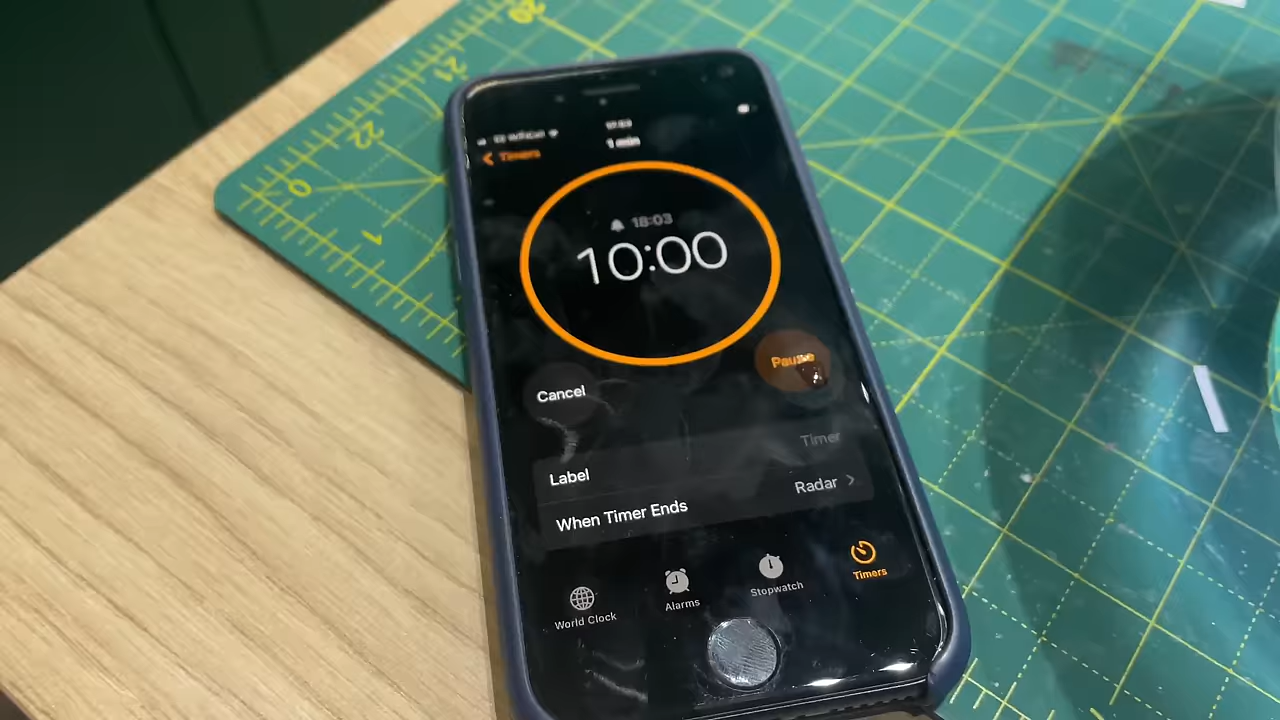 20
21
22
0
1
Timers
1 min
18:03
10:00
Cancel
Pause
Label
Timer
When Timer Ends
Radar
World Clock
Alarms
Stopwatch
Timers